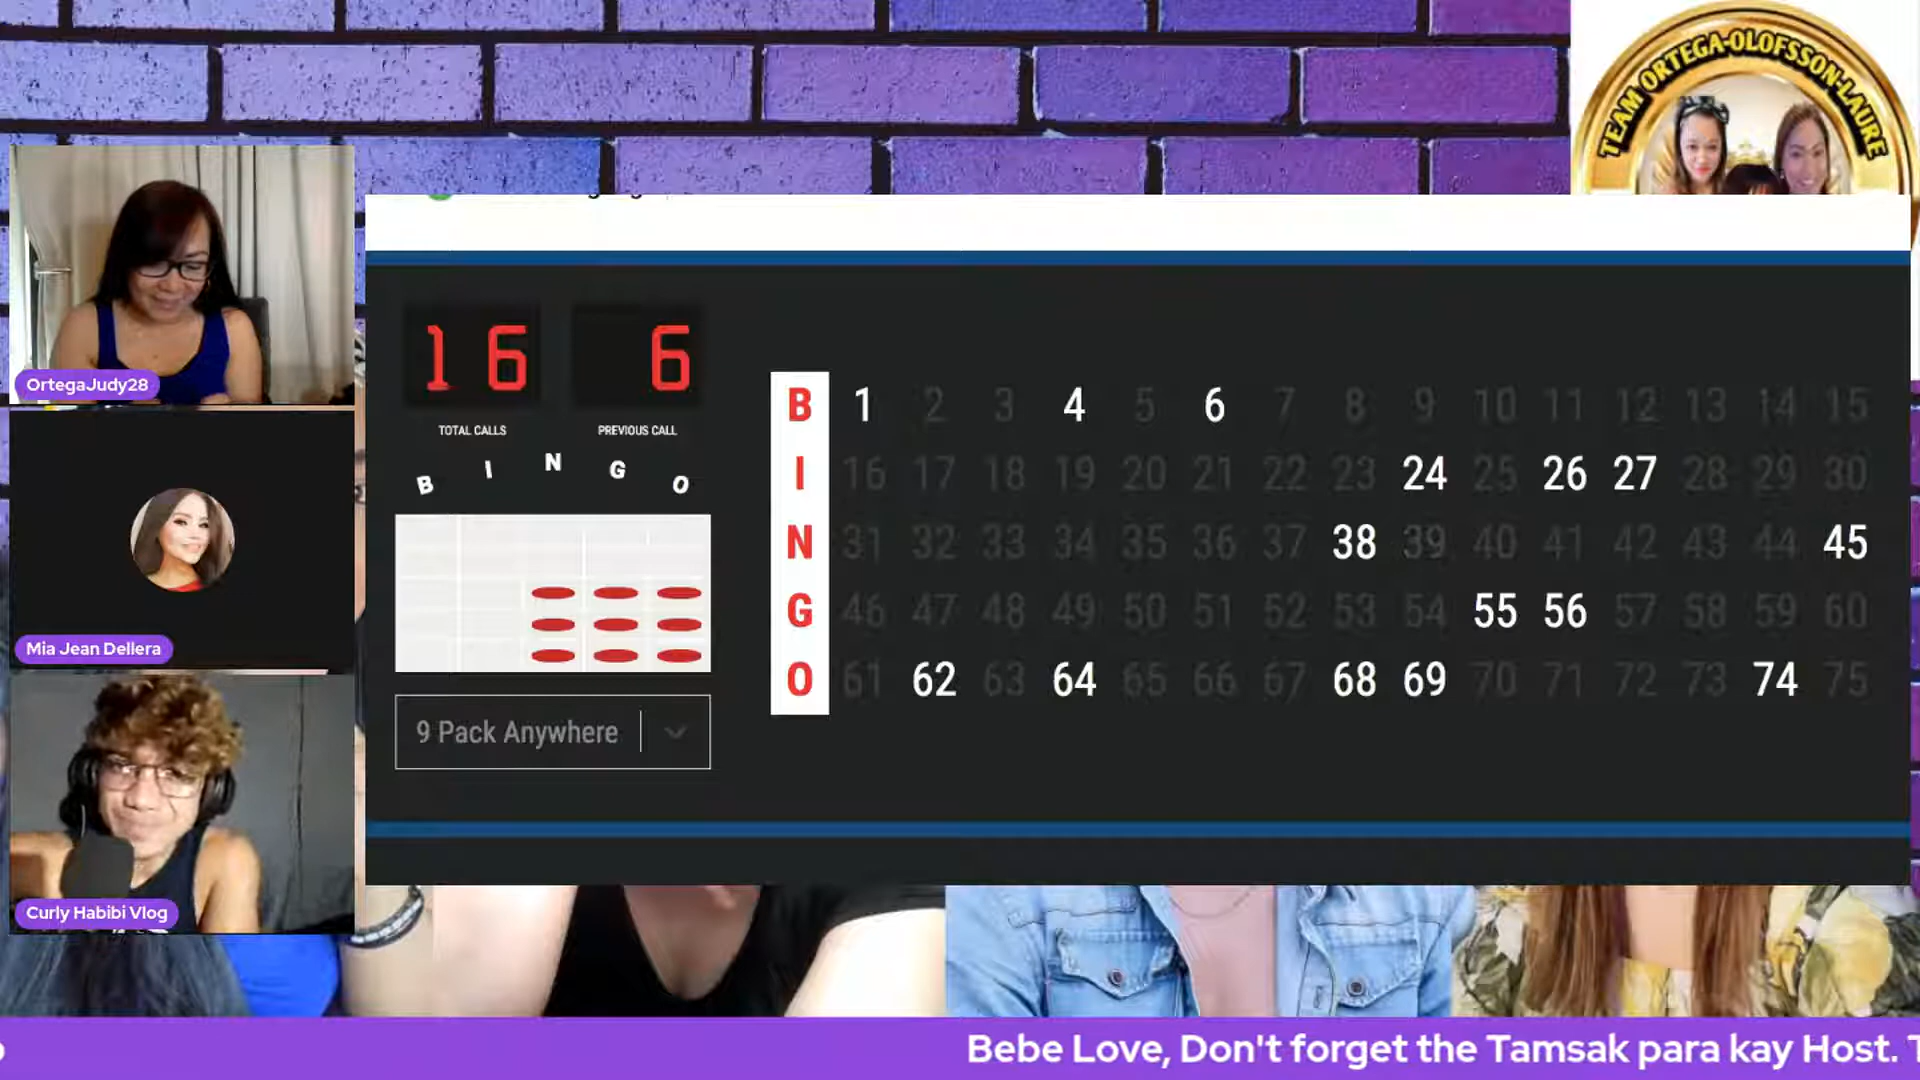 TEAM ORTEGA-OLOFSSON-LAURE
OrtegaJudy28
Mia Jean Dellera
Curly Habibi Vlog
16 6
TOTAL CALLS PREVIOUS CALL
B I N G O
9 Pack Anywhere
B 1 2 3 4 5 6 7 8 9 10 11 12 13 14 15
I 16 17 18 19 20 21 22 23 24 25 26 27 28 29 30
N 31 32 33 34 35 36 37 38 39 40 41 42 43 44 45
G 46 47 48 49 50 51 52 53 54 55 56 57 58 59 60
O 61 62 63 64 65 66 67 68 69 70 71 72 73 74 75
Bebe Love, Don't forget the Tamsak para kay Host.